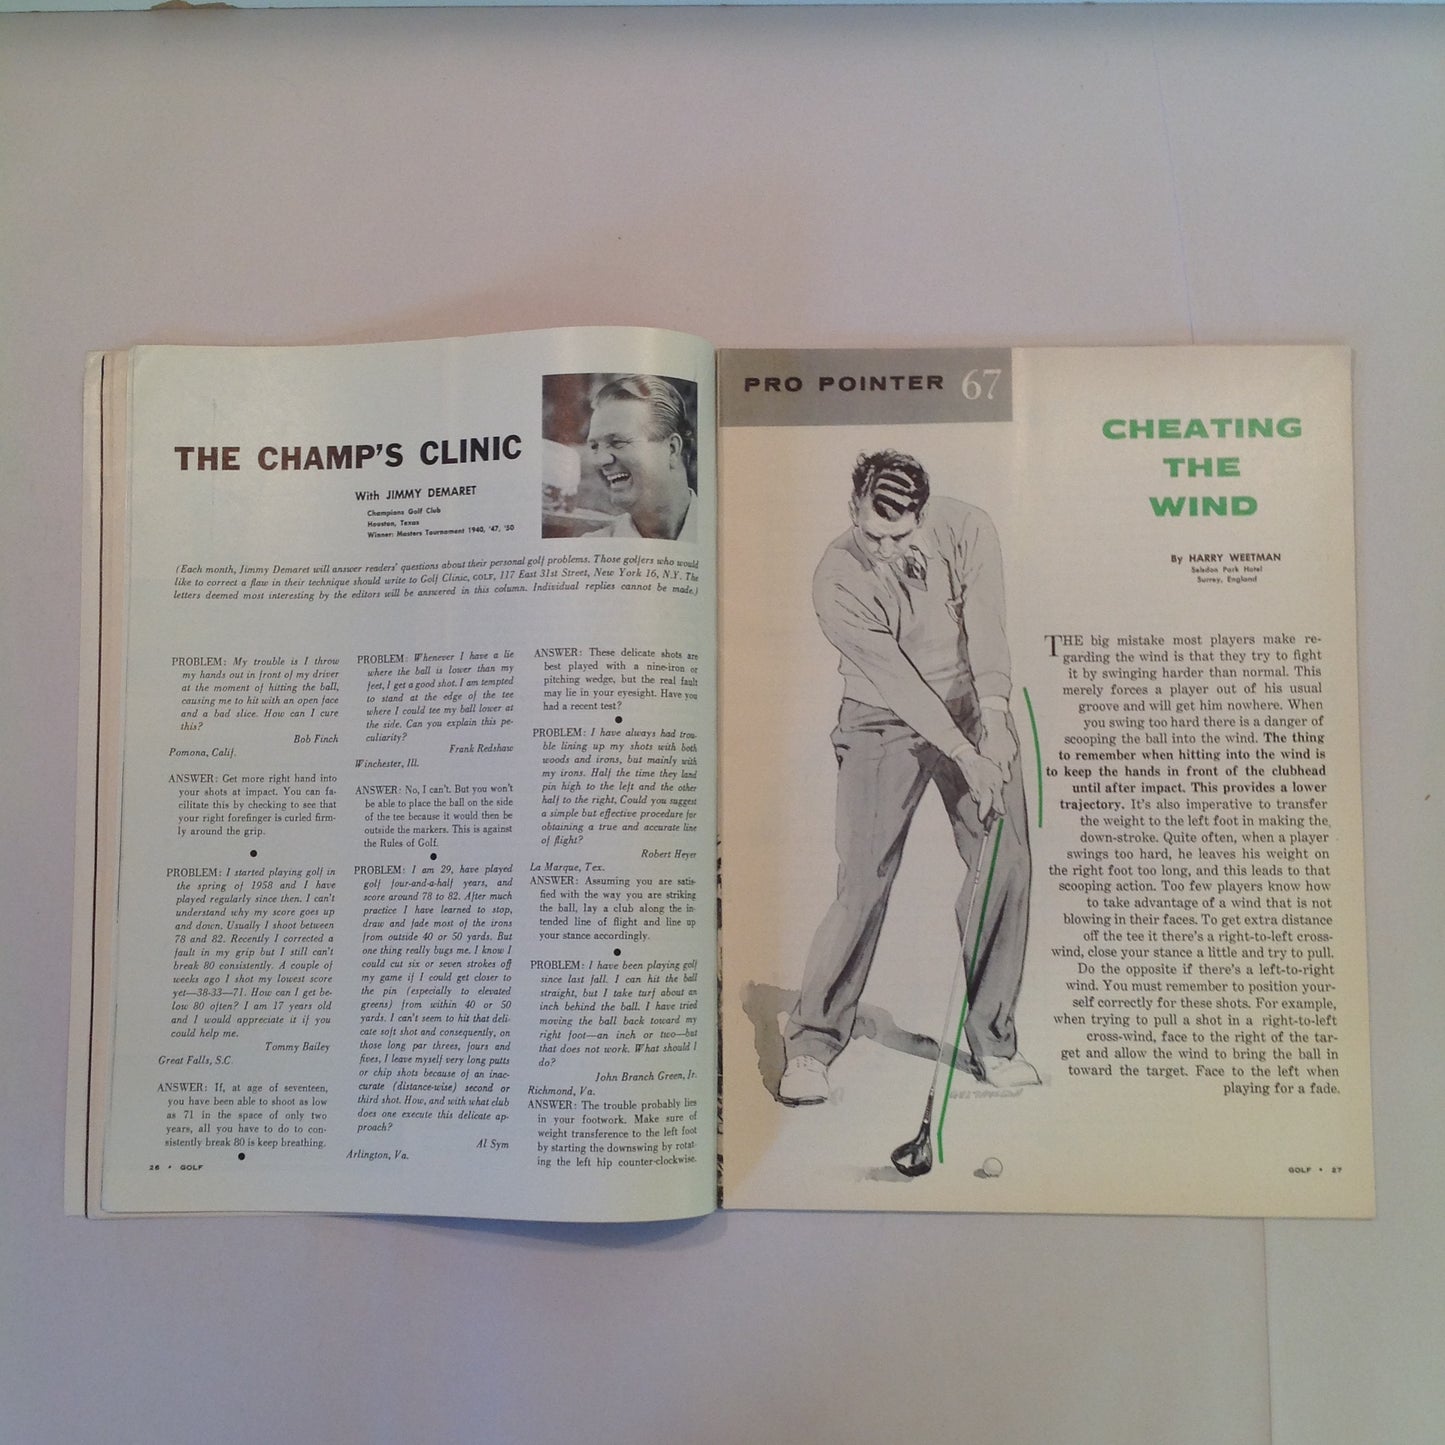 THE CHAMP'S CLINIC
With JIMMY DEMARET
Champions Golf Club
Houston, Texas
Winner: Masters Tournament 1940, '47, '50
(Each month, Jimmy Demaret will answer readers' questions about their personal golf problems. Those golfers who would
like to correct a flaw in their technique should write to Golf Clinic, GOLF, 117 East 31st Street, New York 16, N.Y. The
letters deemed most interesting by the editors will be answered in this column. Individual replies cannot be made.)
PROBLEM: My trouble is I throw
my hands out in front of my driver
at the moment of hitting the ball,
causing me to hit with an open face
and a bad slice. How can I cure
this?
Bob Finch
Pomona, Calif.
ANSWER: Get more right hand into
your shots at impact. You can fa-
cilitate this by checking to see that
your right forefinger is curled firm-
ly around the grip.
PROBLEM: I started playing golf in
the spring of 1958 and I have
played regularly since then. I can't
understand why my score goes up
and down. Usually I shoot between
78 and 82. Recently I corrected a
fault in my grip but I still can't
break 80 consistently. A couple of
weeks ago I shot my lowest score
yet—38-33—71. How can I get be-
low 80 often? I am 17 years old
and I would appreciate it if you
could help me.
Tommy Bailey
Great Falls, S.C.
ANSWER: If, at age of seventeen,
you have been able to shoot as low
as 71 in the space of only two
years, all you have to do to con-
sistently break 80 is keep breathing.
26 • GOLF
PROBLEM: Whenever I have a lie
where the ball is lower than my
feet, I get a good shot. I am tempted
to stand at the edge of the tee
where I could tee my ball lower at
the side. Can you explain this pe-
culiarity?
Frank Redshaw
Winchester, Ill.
ANSWER: No, I can't. But you won't
be able to place the ball on the side
of the tee because it would then be
outside the markers. This is against
the Rules of Golf.
PROBLEM: I am 29, have played
golf four-and-a-half years, and
score around 78 to 82. After much
practice I have learned to stop,
draw and fade most of the irons
from outside 40 or 50 yards. But
one thing really bugs me. I know I
could cut six or seven strokes off
my game if I could get closer to
the pin (especially to elevated
greens) from within 40 or 50
yards. I can't seem to hit that deli-
cate soft shot and consequently, on
those long par threes, fours and
fives, I leave myself very long putts
or chip shots because of an inac-
curate (distance-wise) second or
third shot. How, and with what club
does one execute this delicate ap-
proach?
Al Sym
Arlington, Va.
ANSWER: These delicate shots are
best played with a nine-iron or
pitching wedge, but the real fault
may lie in your eyesight. Have you
had a recent test?
PROBLEM: I have always had trou-
ble lining up my shots with both
woods and irons, but mainly with
my irons. Half the time they land
pin high to the left and the other
half to the right. Could you suggest
a simple but effective procedure for
obtaining a true and accurate line
of flight?
Robert Heyer
La Marque, Tex.
ANSWER: Assuming you are satis-
fied with the way you are striking
the ball, lay a club along the in-
tended line of flight and line up
your stance accordingly.
PROBLEM: I have been playing golf
since last fall. I can hit the ball
straight, but I take turf about an
inch behind the ball. I have tried
moving the ball back toward my
right foot—an inch or two—but
that does not work. What should I
do?
John Branch Green, Jr.
Richmond, Va.
ANSWER: The trouble probably lies
in your footwork. Make sure of
weight transference to the left foot
by starting the downswing by rotat-
ing the left hip counter-clockwise.
PRO POINTER 67
CHEATING
THE
WIND
By HARRY WEETMAN
Selsdon Park Hotel
Surrey, England
THE big mistake most players make re-
garding the wind is that they try to fight
it by swinging harder than normal. This
merely forces a player out of his usual
groove and will get him nowhere. When
you swing too hard there is a danger of
scooping the ball into the wind. The thing
to remember when hitting into the wind is
to keep the hands in front of the clubhead
until after impact. This provides a lower
trajectory. It's also imperative to transfer
the weight to the left foot in making the
down-stroke. Quite often, when a player
swings too hard, he leaves his weight on
the right foot too long, and this leads to that
scooping action. Too few players know how
to take advantage of a wind that is not
blowing in their faces. To get extra distance
off the tee if there's a right-to-left cross-
wind, close your stance a little and try to pull.
Do the opposite if there's a left-to-right
wind. You must remember to position your-
self correctly for these shots. For example,
when trying to pull a shot in a right-to-left
cross-wind, face to the right of the tar-
get and allow the wind to bring the ball in
toward the target. Face to the left when
playing for a fade.
GOLF • 27